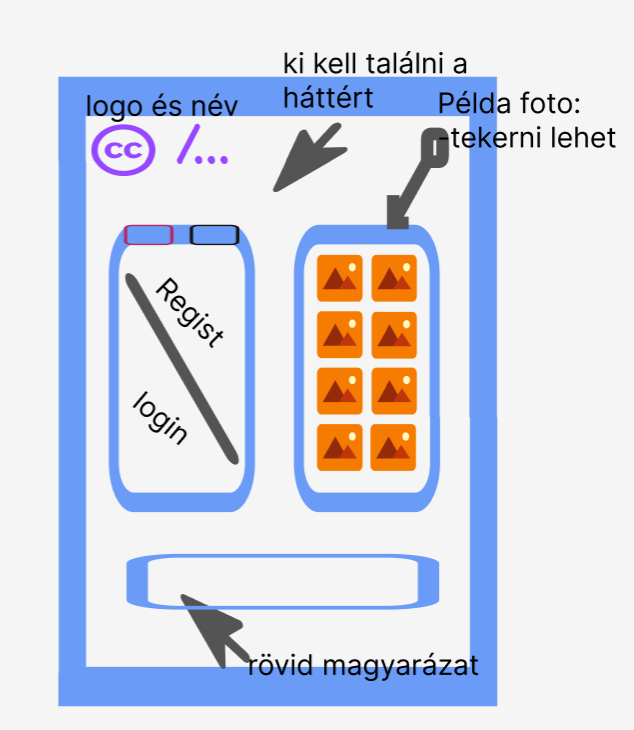 ki kell találni a
háttért
logo és név
Példa foto:
-tekerni lehet
cc /...
Regist
login
rövid magyarázat